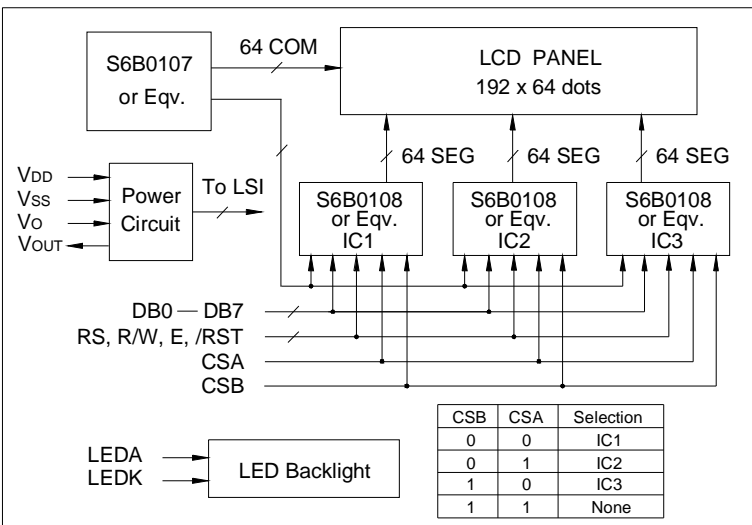 S6B0107
or Eqv.
64 COM
LCD PANEL
192 x 64 dots
64 SEG
64 SEG
64 SEG
VDD
VSS
VO
VOUT
Power
Circuit
To LSI
S6B0108
or Eqv.
IC1
S6B0108
or Eqv.
IC2
S6B0108
or Eqv.
IC3
DB0 — DB7
RS, R/W, E, /RST
CSA
CSB
LEDA
LEDK
LED Backlight
CSB CSA Selection
0 0 IC1
0 1 IC2
1 0 IC3
1 1 None